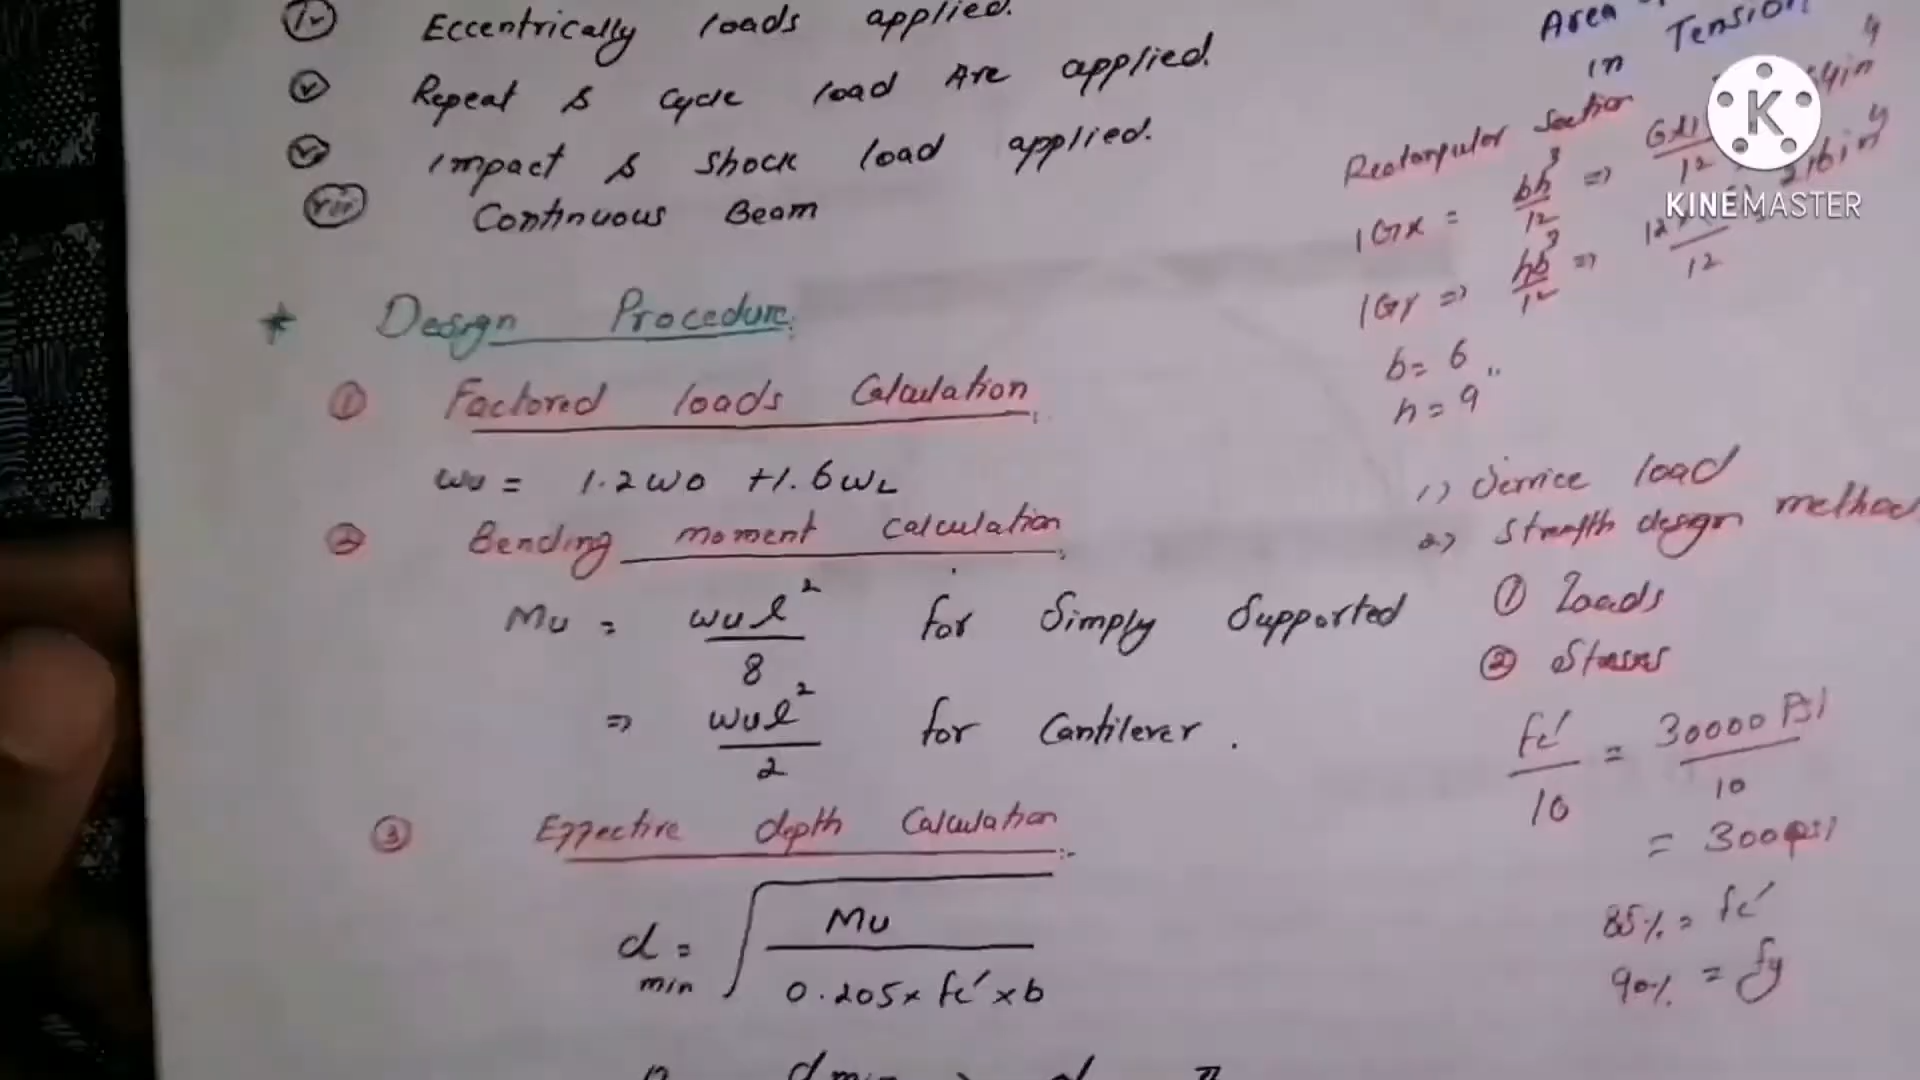 Eccentrically loads applied.
Repeat & Cycle load Are applied.
Impact & Shock load applied.
Continuous Beam
* Design Procedure:
① Factored loads Calculation:
wu = 1.2wD + 1.6wL
② Bending moment calculation:
Mu = wul²/8 for Simply Supported
=> wul²/2 for Cantilever.
③ Effective depth Calculation:-
dmin = √Mu/0.205 x fc' x b
Area
in Tension
Rectangular Section
IGx = bh³/12 =>
IGy => hb³/12 =>
b = 6"
h = 9"
1) Service load
2) Strength design method
① Loads
② Stresses
fc'/10 = 30000 PSI/10
= 300psi
85% = fc'
90% = fy
KINEMASTER